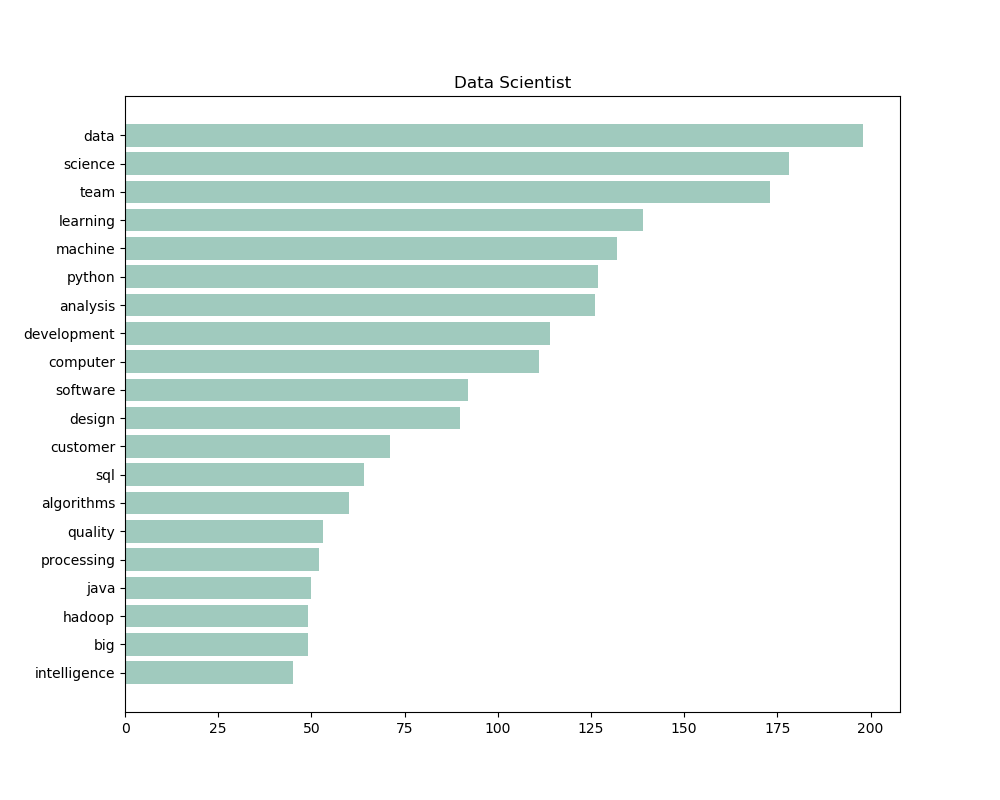 Data Scientist
data
science
team
learning
machine
python
analysis
development
computer
software
design
customer
sql
algorithms
quality
processing
java
hadoop
big
intelligence
0 25 50 75 100 125 150 175 200